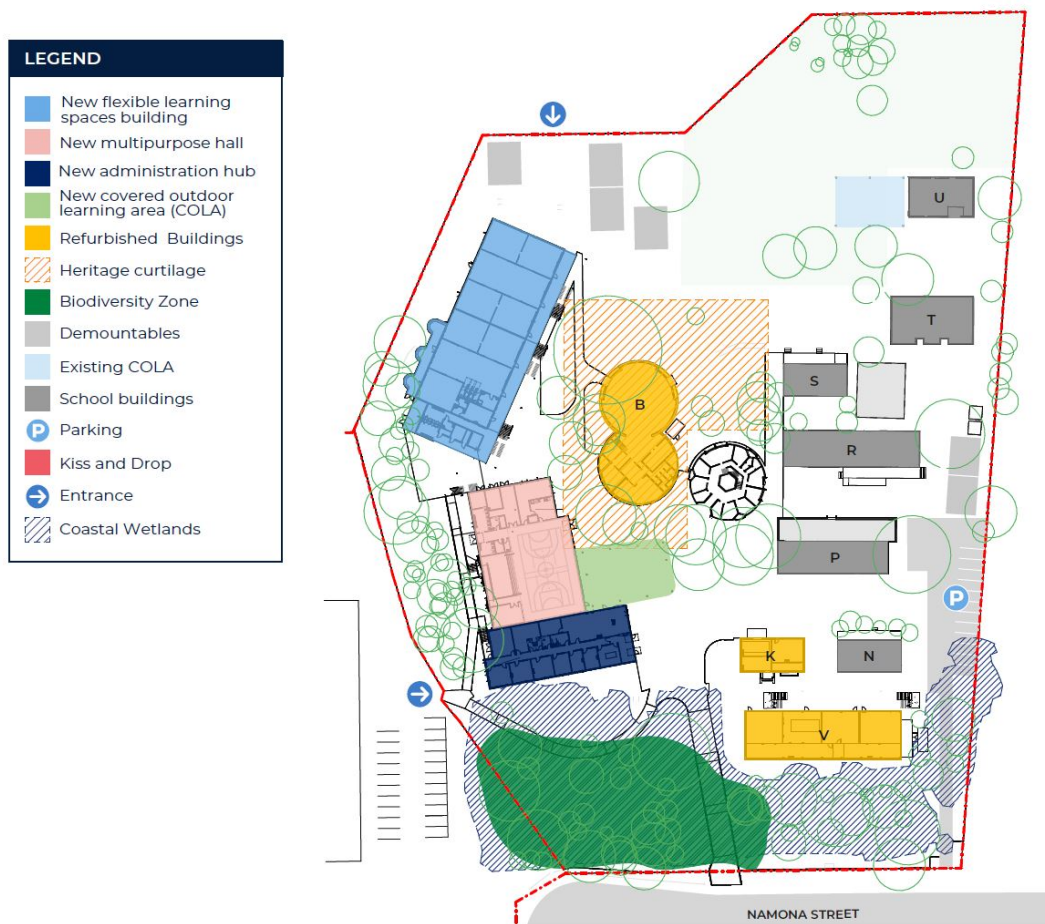 LEGEND
New flexible learning
spaces building
New multipurpose hall
New administration hub
New covered outdoor
learning area (COLA)
Refurbished Buildings
Heritage curtilage
Biodiversity Zone
Demountables
Existing COLA
School buildings
P Parking
Kiss and Drop
Entrance
Coastal Wetlands
U
T
S
B
R
P
P
K
N
V
NAMONA STREET